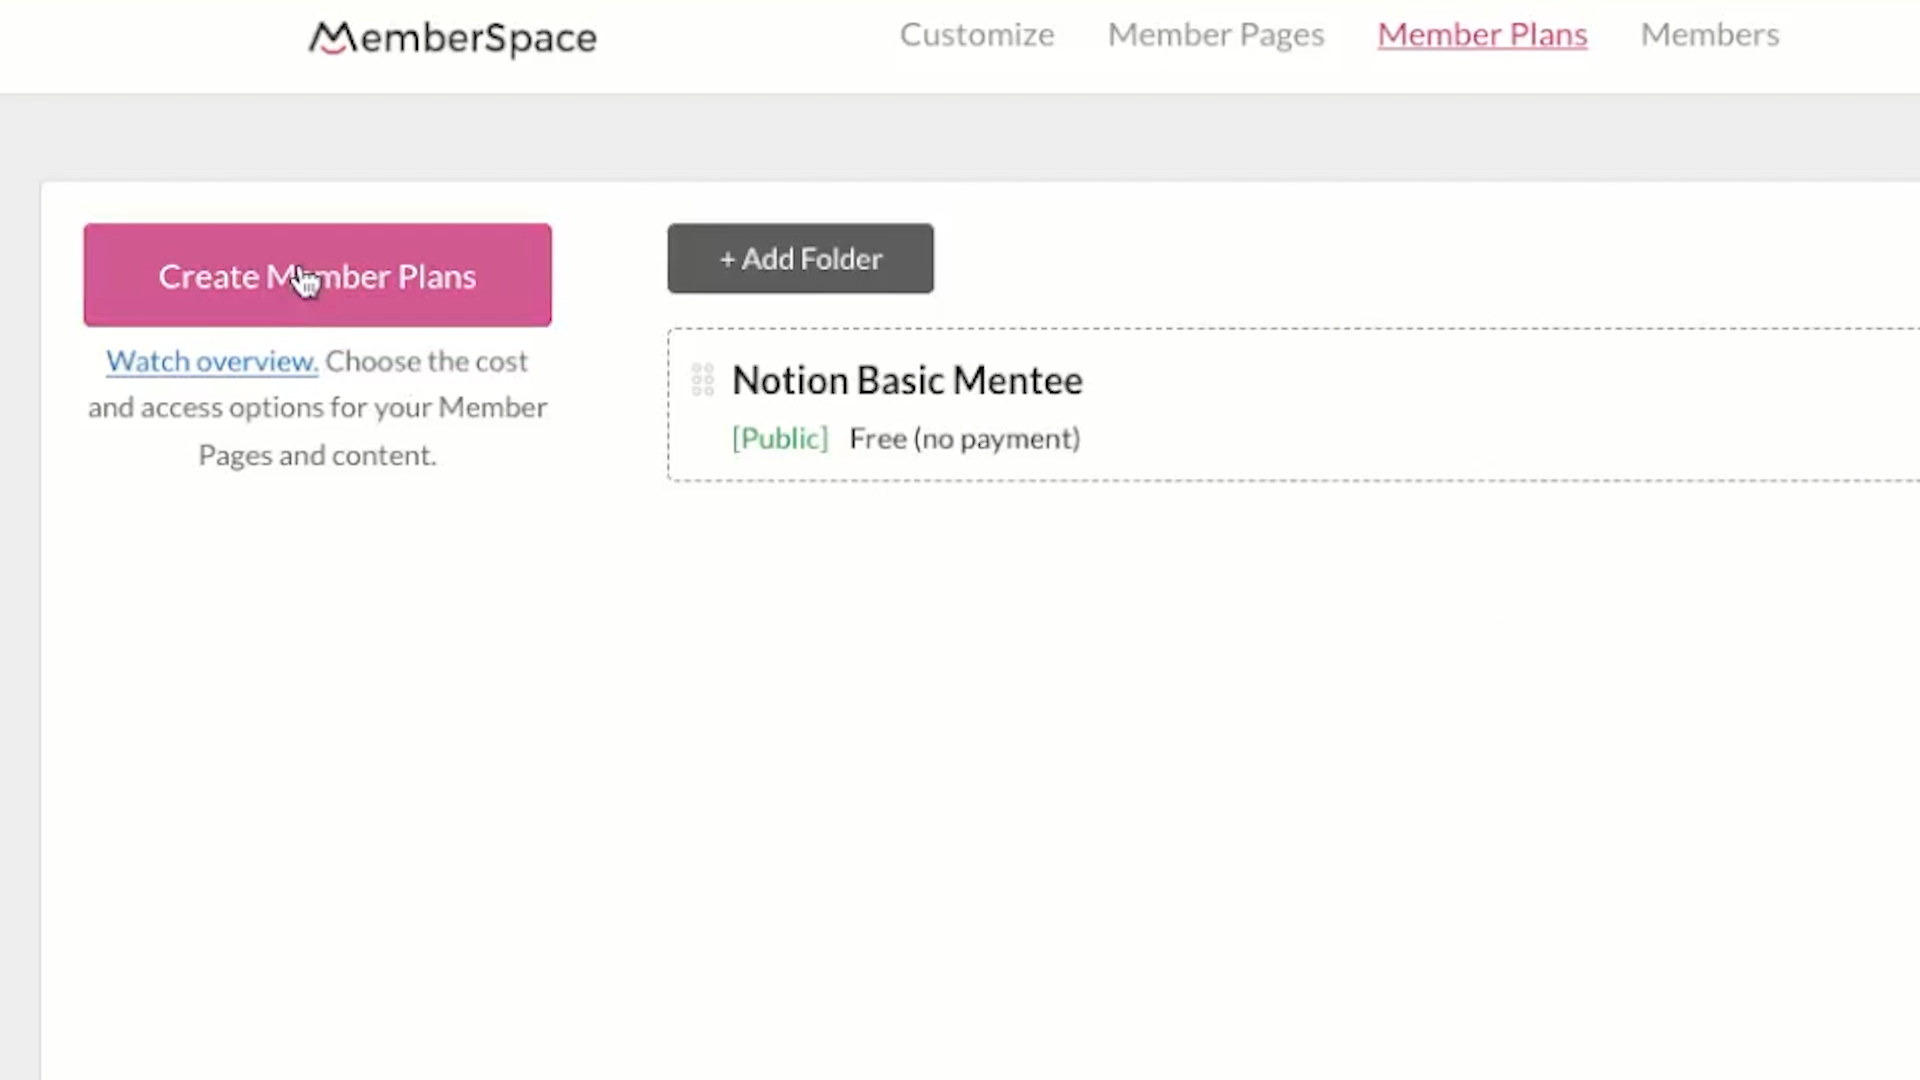 MemberSpace
Customize Member Pages Member Plans Members
Create Member Plans
Watch overview. Choose the cost
and access options for your Member
Pages and content.
+ Add Folder
Notion Basic Mentee
[Public] Free (no payment)